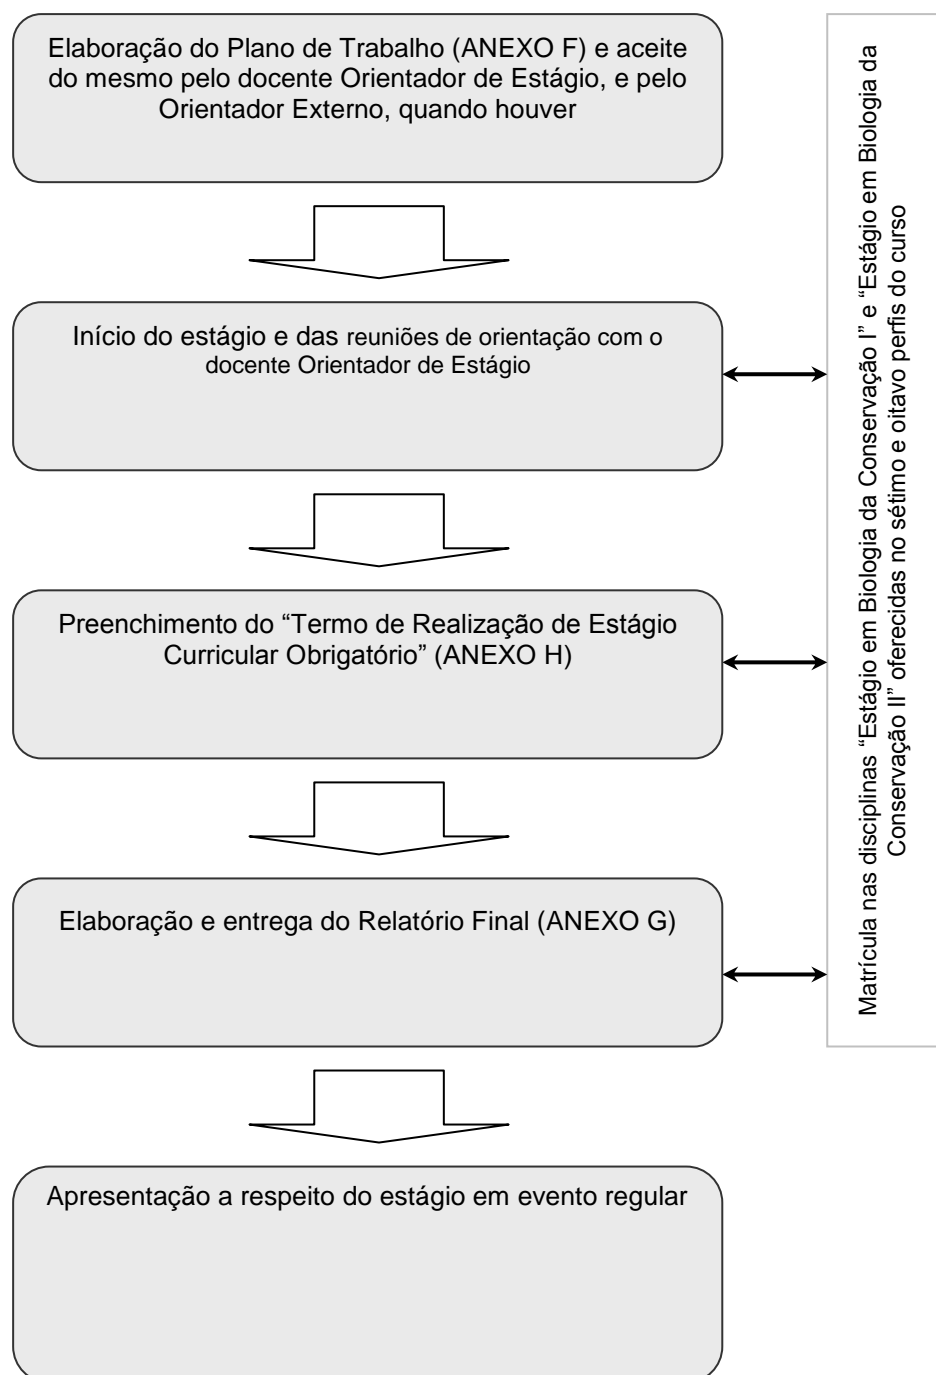 Elaboração do Plano de Trabalho (ANEXO F) e aceite
do mesmo pelo docente Orientador de Estágio, e pelo
Orientador Externo, quando houver
Início do estágio e das reuniões de orientação com o
docente Orientador de Estágio
Preenchimento do “Termo de Realização de Estágio
Curricular Obrigatório” (ANEXO H)
Elaboração e entrega do Relatório Final (ANEXO G)
Apresentação a respeito do estágio em evento regular
Matrícula nas disciplinas “Estágio em Biologia da Conservação I” e “Estágio em Biologia da
Conservação II” oferecidas no sétimo e oitavo perfis do curso